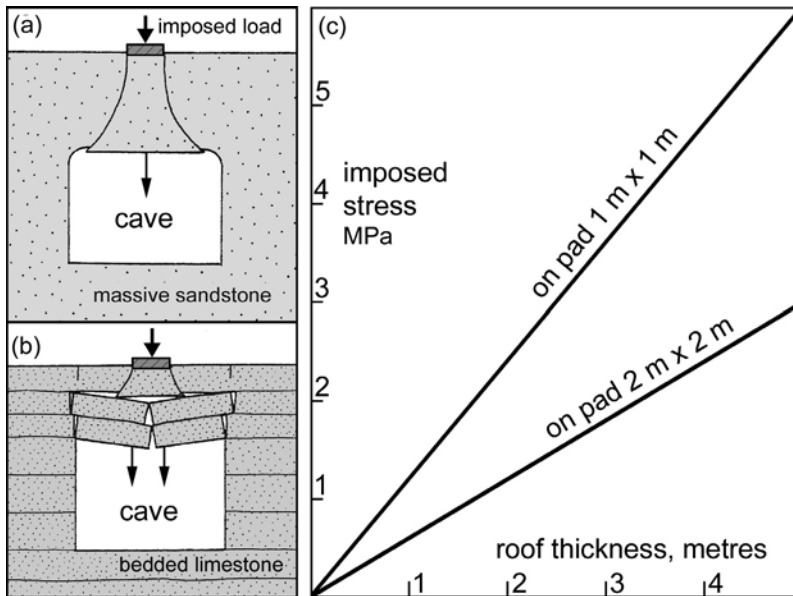 (a)
imposed load
cave
massive sandstone
(b)
cave
bedded limestone
(c)
5
imposed
stress
4
MPa
3
2
1
on pad 1 m x 1 m
on pad 2 m x 2 m
roof thickness, metres
1
2
3
4